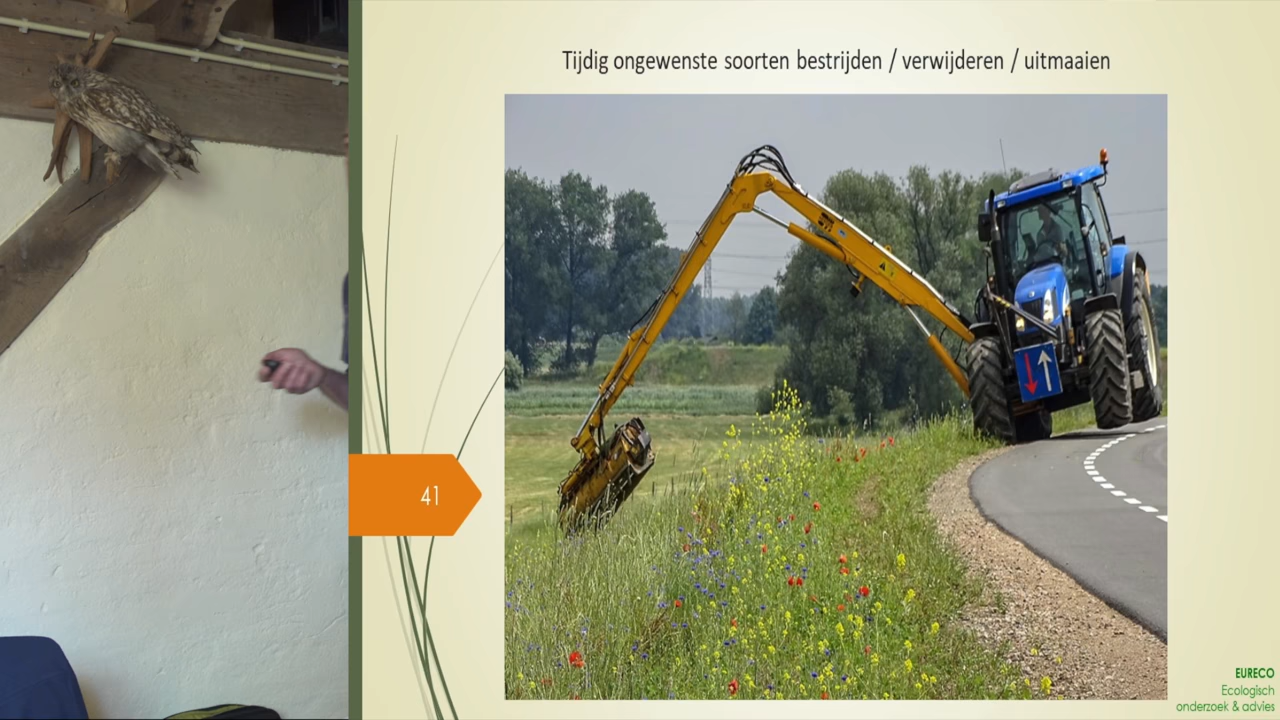 Tijdig ongewenste soorten bestrijden / verwijderen / uitmaaien
41
EURECO
Ecologisch
onderzoek & advies